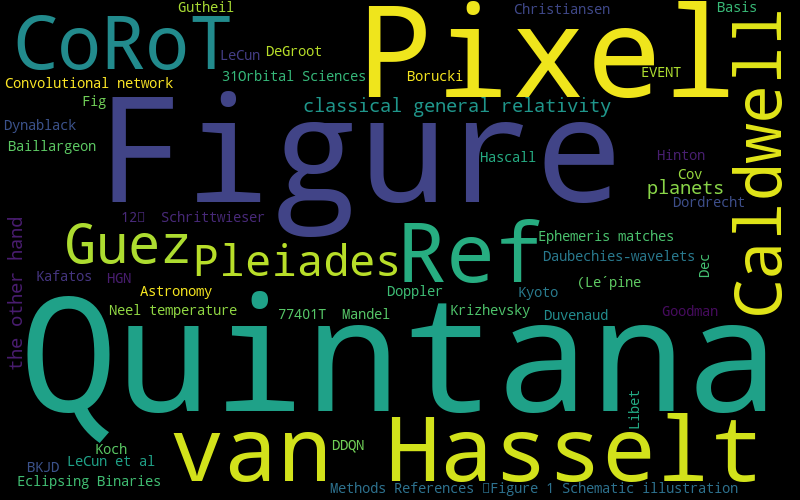 Gutheil
Christiansen
Basis
CoRoT
Pixel
LeCun
DeGroot
31Orbital Sciences
Borucki
EVENT
Convolutional network
Caldwell
Fig
Figure
classical general relativity
Dynablack
Baillargeon
Hascall
Hinton
Cov
planets
Dordrecht
12  Schrittwieser
the other hand
Guez
Pleiades
Ref
Ephemeris matches
Daubechies-wavelets
Dec
Kafatos
HGN
(Le´pine
Astronomy
Doppler
Kyoto
Neel temperature
77401T
Mandel
Krizhevsky
Duvenaud
Goodman
Quintana
Libet
van Hasselt
DDQN
Koch
BKJD
LeCun et al
Eclipsing Binaries
Methods References
Figure 1 Schematic illustration